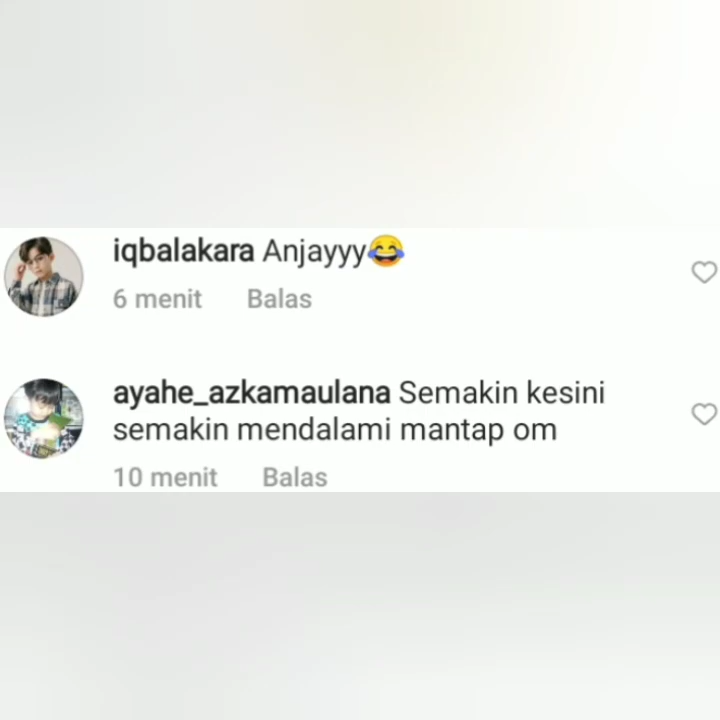 iqbalakara Anjayyy😂
6 menit Balas
ayahe_azkamaulana Semakin kesini
semakin mendalami mantap om
10 menit Balas